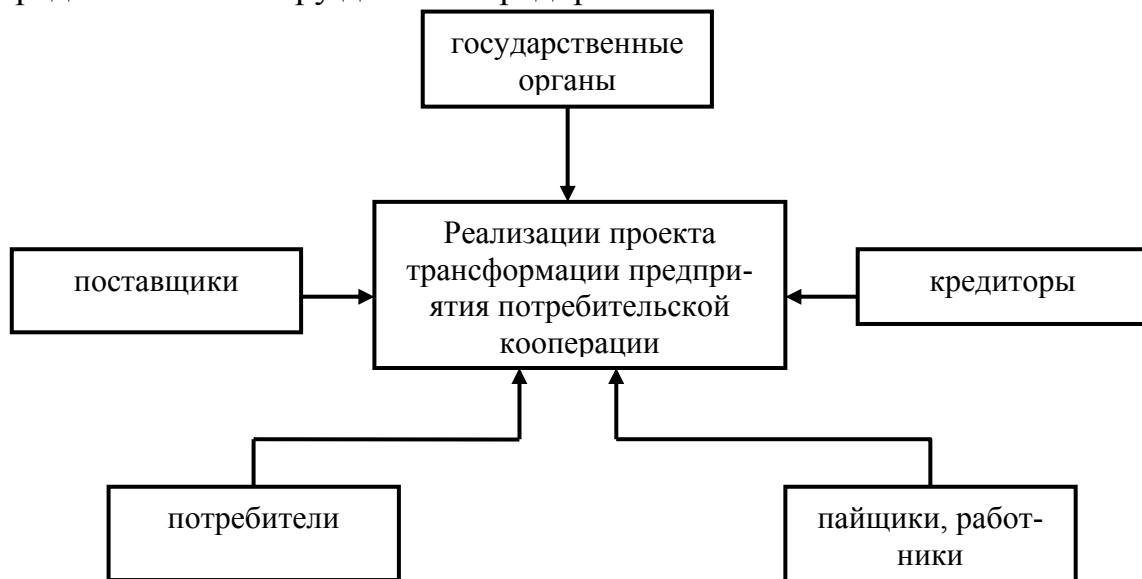 государственные
органы
Реализации проекта
трансформации предпри-
ятия потребительской
кооперации
поставщики
кредиторы
потребители
пайщики, работ-
ники